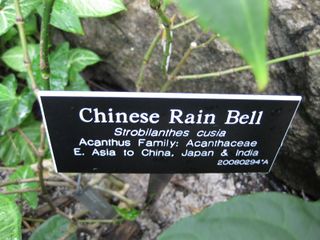 Chinese Rain Bell
Strobilanthes cusia
Acanthus Family: Acanthaceae
E. Asia to China, Japan & India
20080294*A